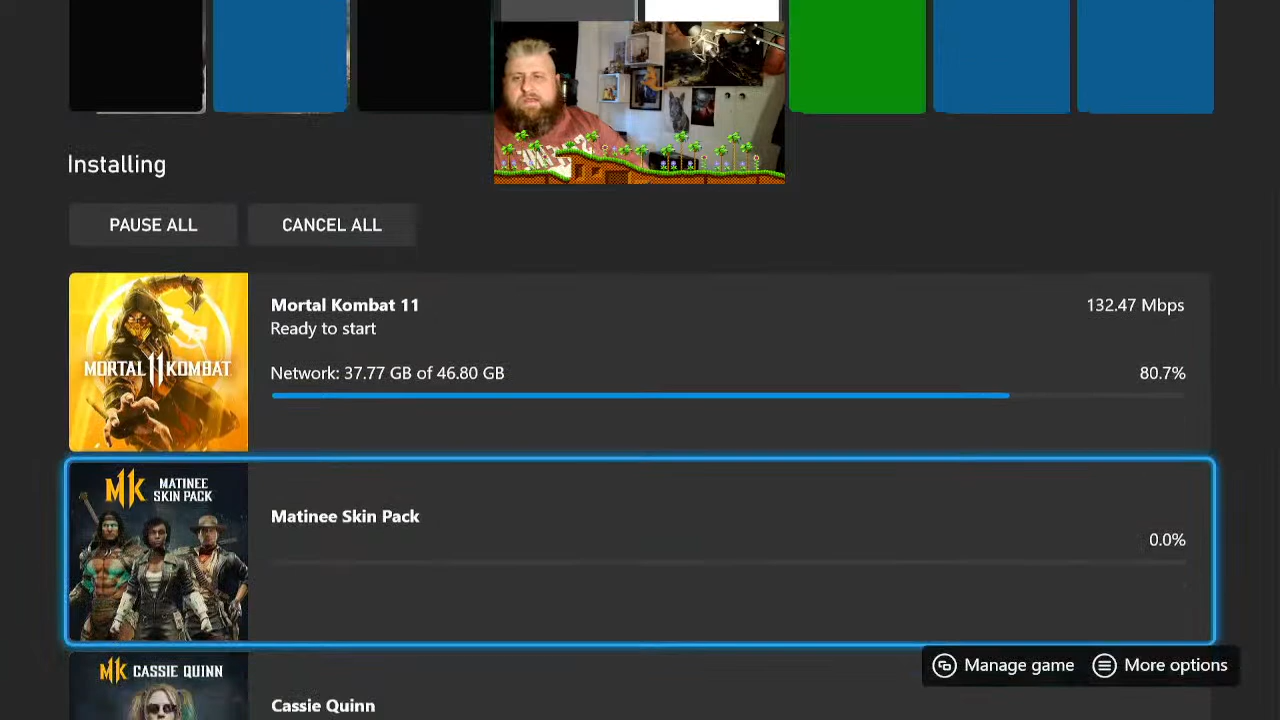 Installing
PAUSE ALL
CANCEL ALL
MORTAL 11 KOMBAT
Mortal Kombat 11
132.47 Mbps
Ready to start
Network: 37.77 GB of 46.80 GB
80.7%
MK MATINEE
SKIN PACK
Matinee Skin Pack
0.0%
MK CASSIE QUINN
Cassie Quinn
Manage game
More options